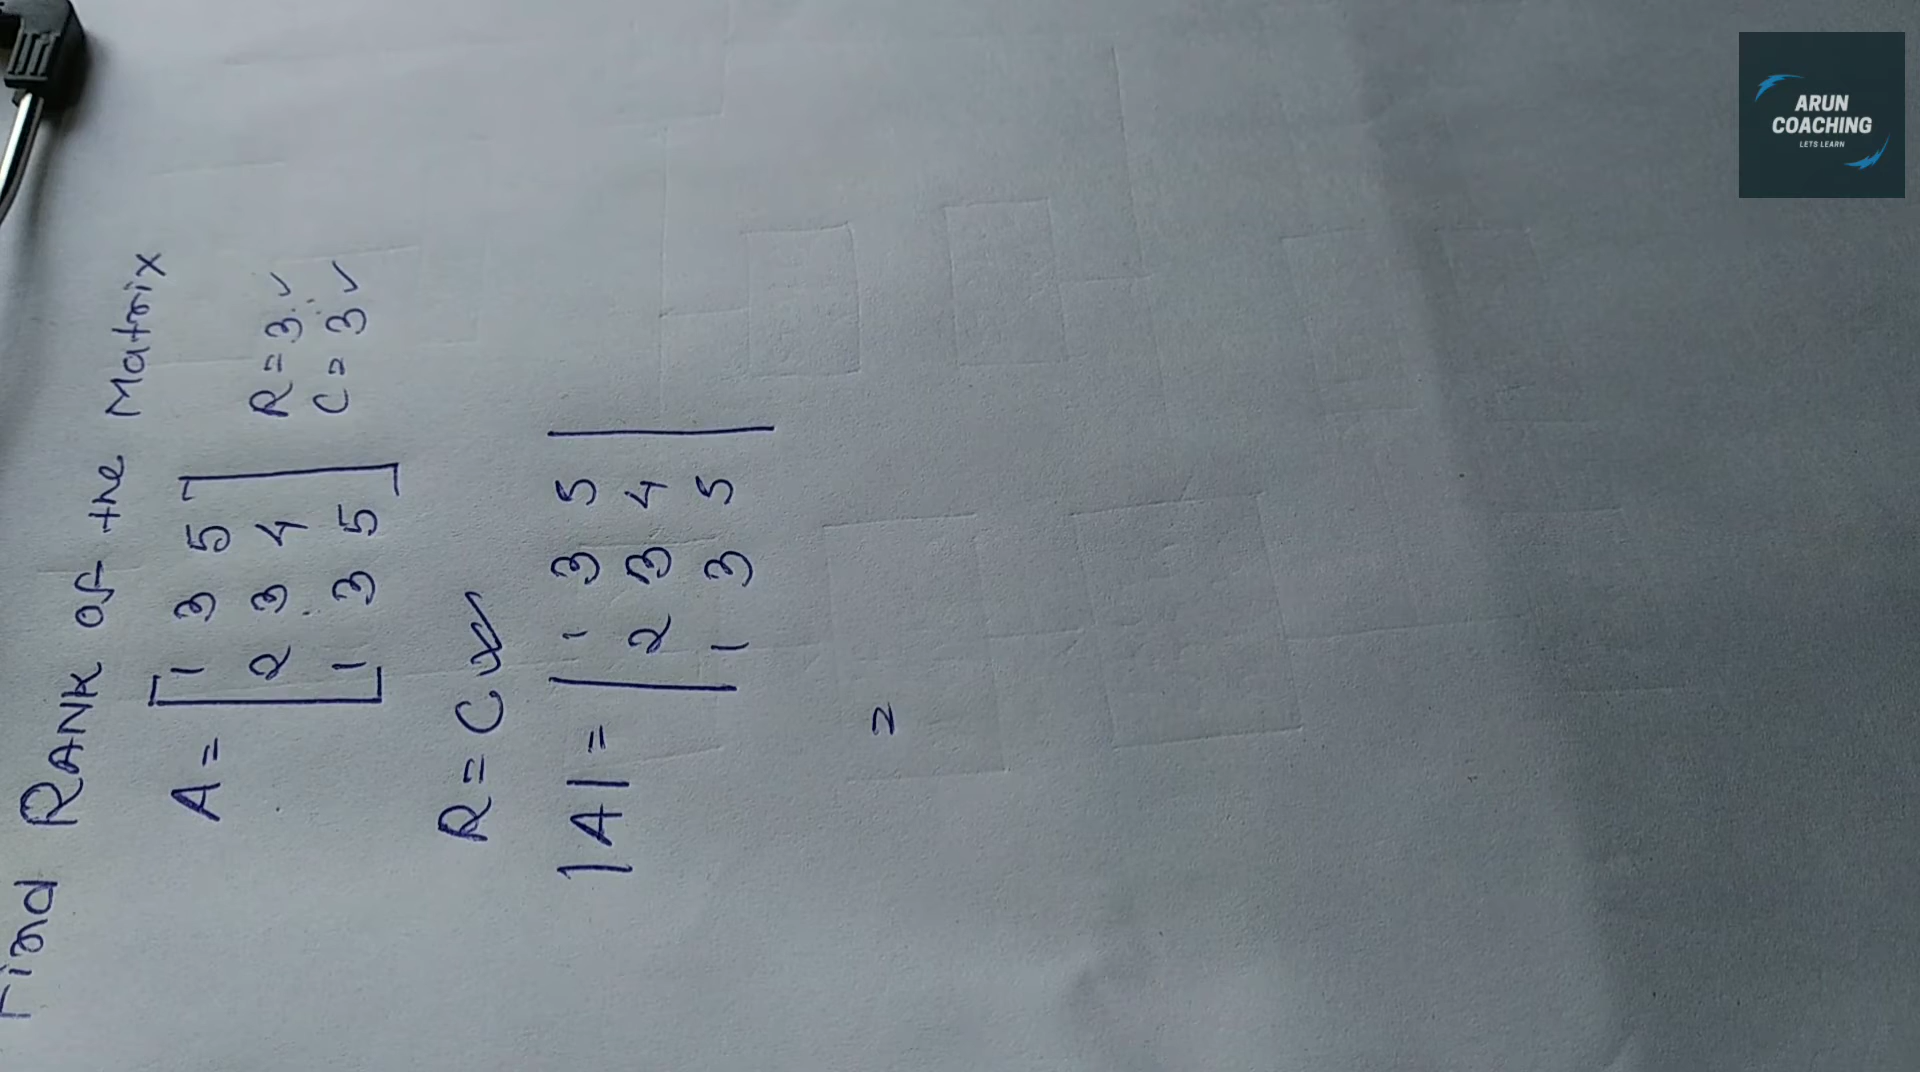 Find RANK OF the Matrix
A = [ 1 3 5 R = 3 ✓
2 3 4 C = 3 ✓
1 3 5 ]
R = C
|A| = | 1 3 5 |
2 3 4
1 3 5
=
ARUN
COACHING
LETS LEARN